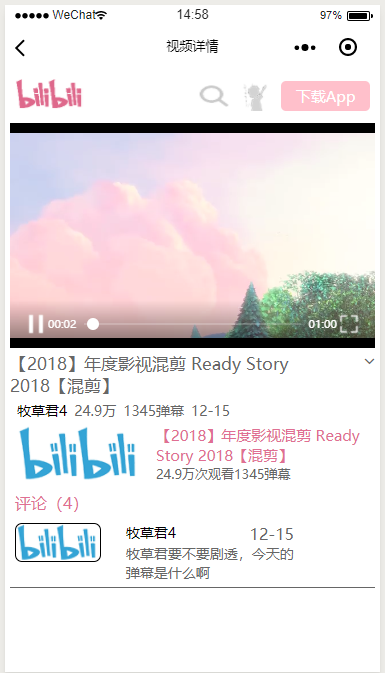 WeChat 14:58 97%
视频详情
bilibili 下载App
00:02 01:00
【2018】年度影视混剪 Ready Story
2018【混剪】
牧草君4 24.9万 1345弹幕 12-15
bilibili
【2018】年度影视混剪 Ready
Story 2018【混剪】
24.9万次观看1345弹幕
评论（4）
bilibili
牧草君4 12-15
牧草君要不要剧透，今天的
弹幕是什么啊